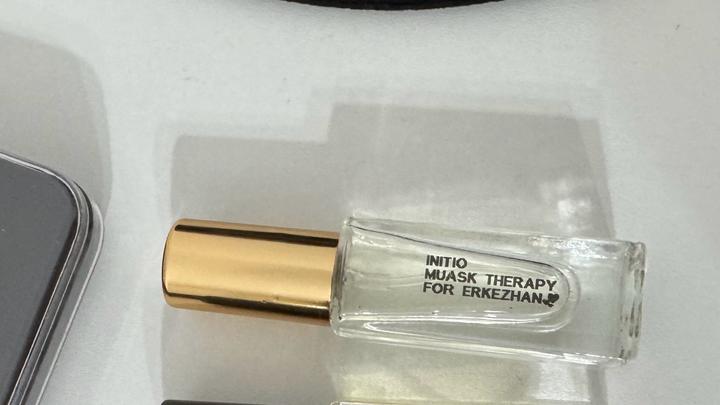 INITIO
MUASK THERAPY
FOR ERKEZHAN